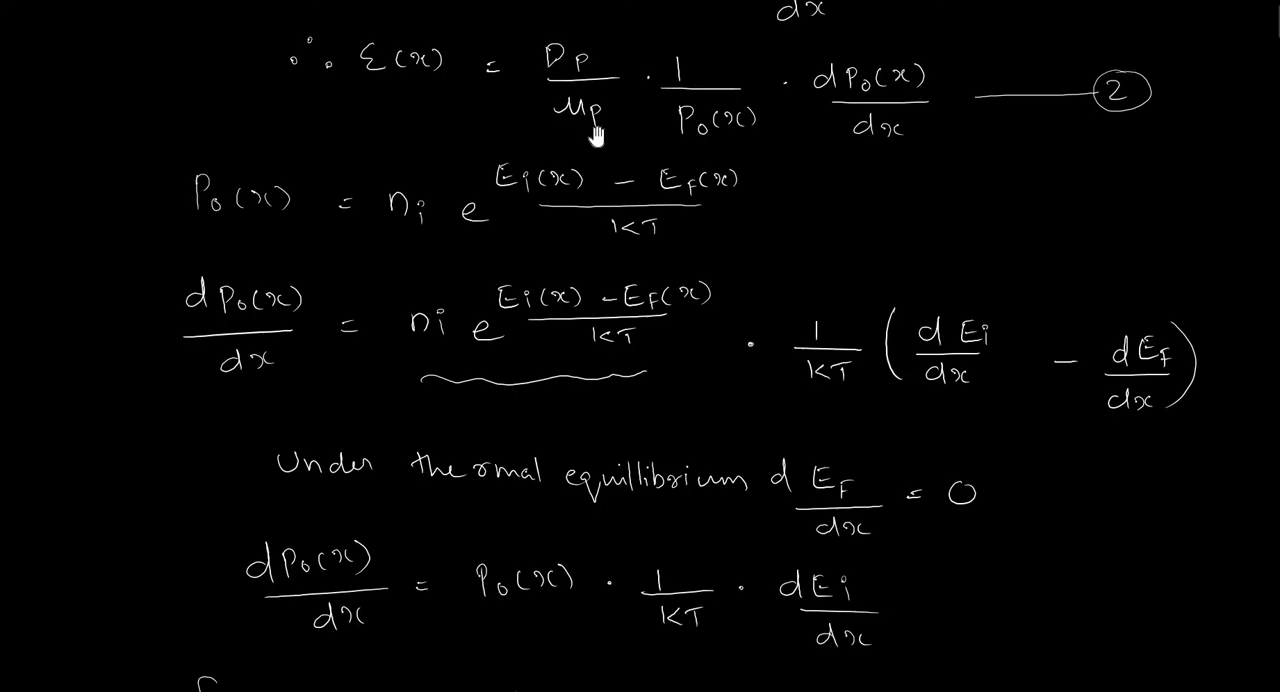 dx
∴ Ɛ(x) = Dp/μp · 1/P₀(x) · dP₀(x)/dx ——— ②
P₀(x) = ni e^(Ei(x) - EF(x))/KT
dP₀(x)/dx = ni e^(Ei(x) - EF(x))/KT · 1/KT (dEi/dx - dEF/dx)
Under thermal equillibrium dEF/dx = 0
dP₀(x)/dx = P₀(x) · 1/KT · dEi/dx